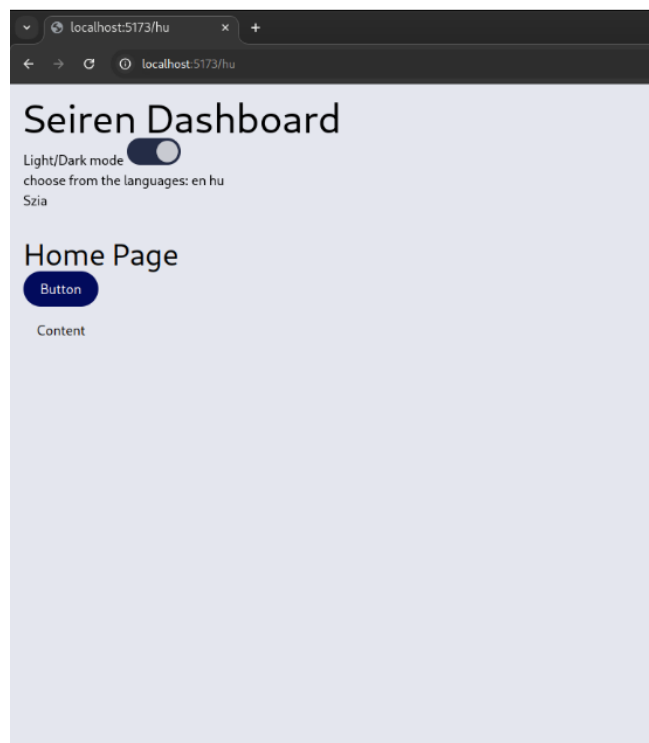 localhost:5173/hu
localhost:5173/hu
Seiren Dashboard
Light/Dark mode
choose from the languages: en hu
Szia
Home Page
Button
Content